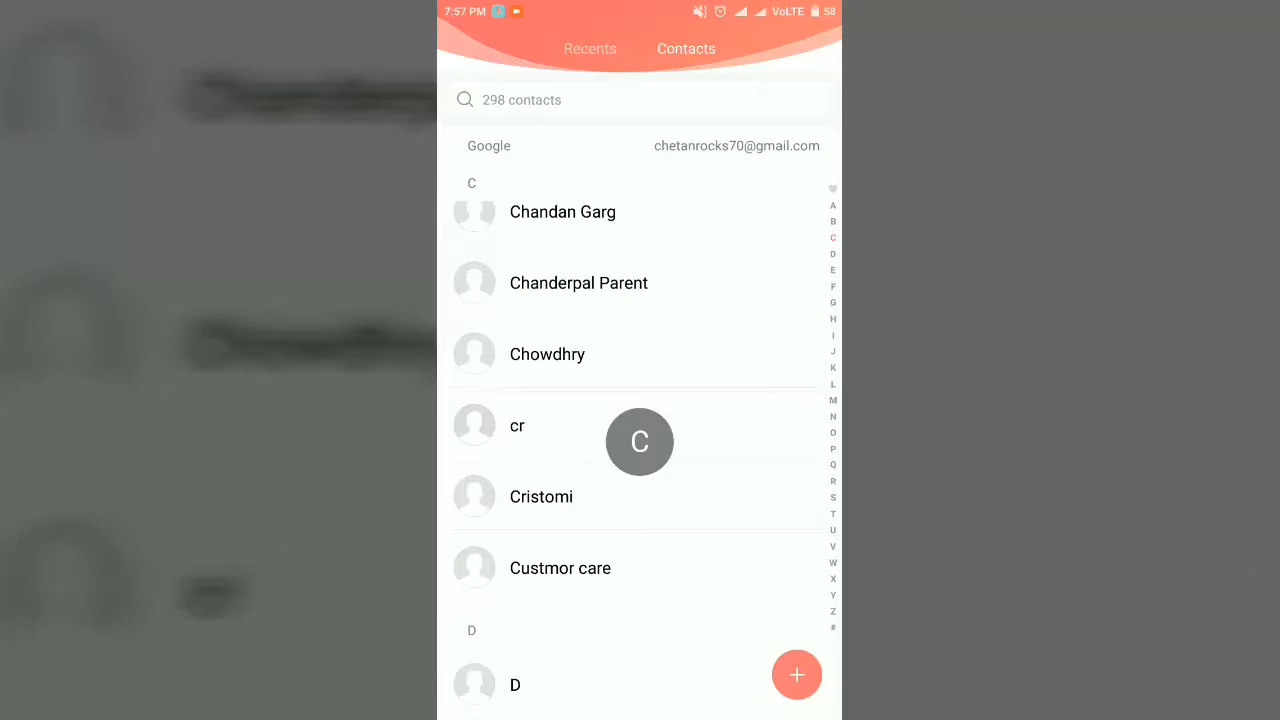 7:57 PM VoLTE 58
Recents Contacts
298 contacts
Google chetanrocks70@gmail.com
C
Chandan Garg
Chanderpal Parent
Chowdhry
cr
C
Cristomi
Custmor care
D
D
A
B
C
D
E
F
G
H
I
J
K
L
M
N
O
P
Q
R
S
T
U
V
W
X
Y
Z
#